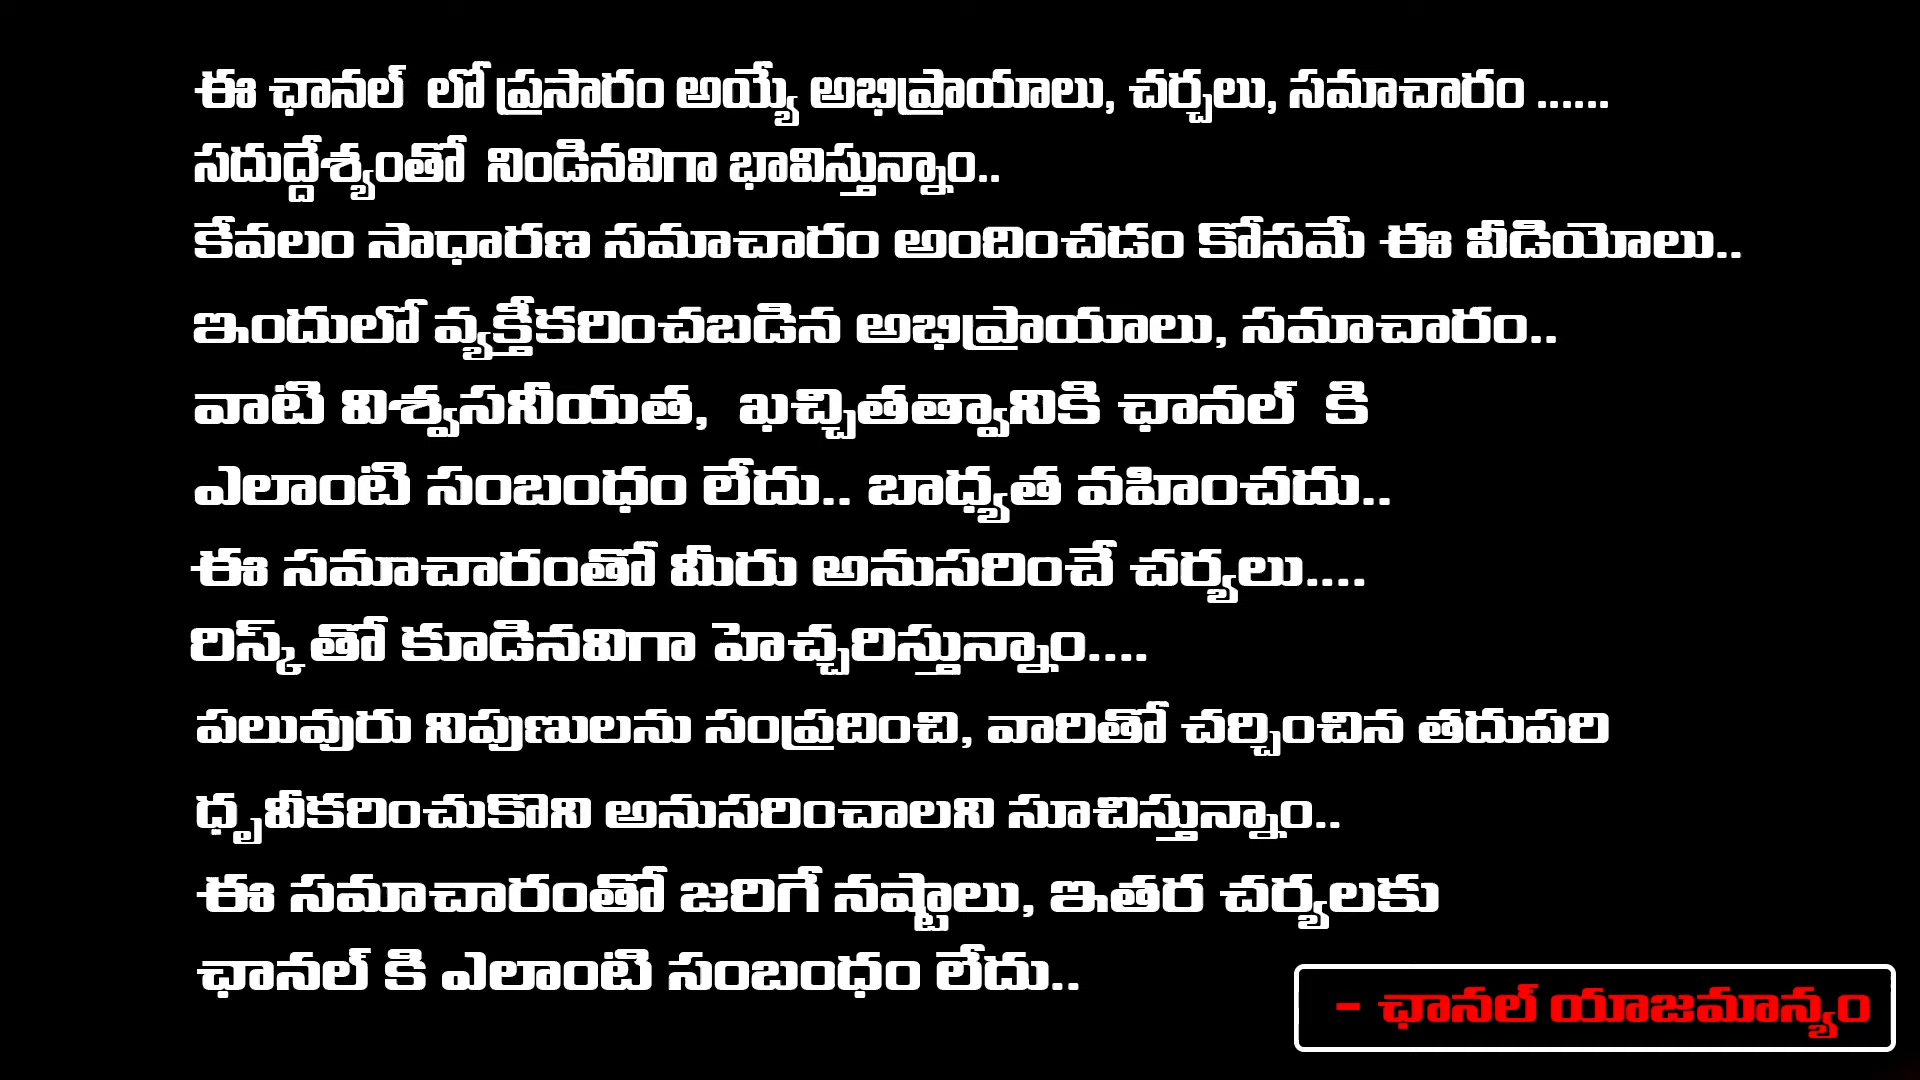 ఈ ఛానల్ లో ప్రసారం అయ్యే అభిప్రాయాలు, చర్చలు, సమాచారం ......
సదుద్దేశ్యంతో నిండినవిగా భావిస్తున్నాం..
కేవలం సాధారణ సమాచారం అందించడం కోసమే ఈ వీడియోలు..
ఇందులో వ్యక్తీకరించబడిన అభిప్రాయాలు, సమాచారం..
వాటి విశ్వసనీయత, ఖచ్చితత్వానికి ఛానల్ కి
ఎలాంటి సంబంధం లేదు.. బాధ్యత వహించదు..
ఈ సమాచారంతో మీరు అనుసరించే చర్యలు....
రిస్క్ తో కూడినవిగా హెచ్చరిస్తున్నాం....
పలువురు నిపుణులను సంప్రదించి, వారితో చర్చించిన తదుపరి
ధృవీకరించుకొని అనుసరించాలని సూచిస్తున్నాం..
ఈ సమాచారంతో జరిగే నష్టాలు, ఇతర చర్యలకు
ఛానల్ కి ఎలాంటి సంబంధం లేదు..
- ఛానల్ యాజమాన్యం